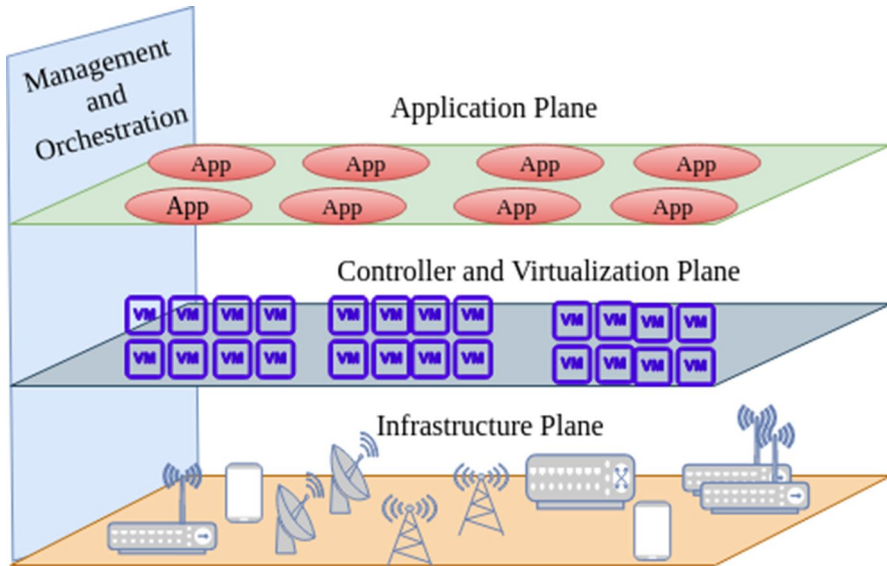 Management
and
Orchestration
Application Plane
App App App App
App App App App
Controller and Virtualization Plane
VM VM VM VM VM VM VM VM VM VM VM VM
VM VM VM VM VM VM VM VM VM VM VM VM
Infrastructure Plane